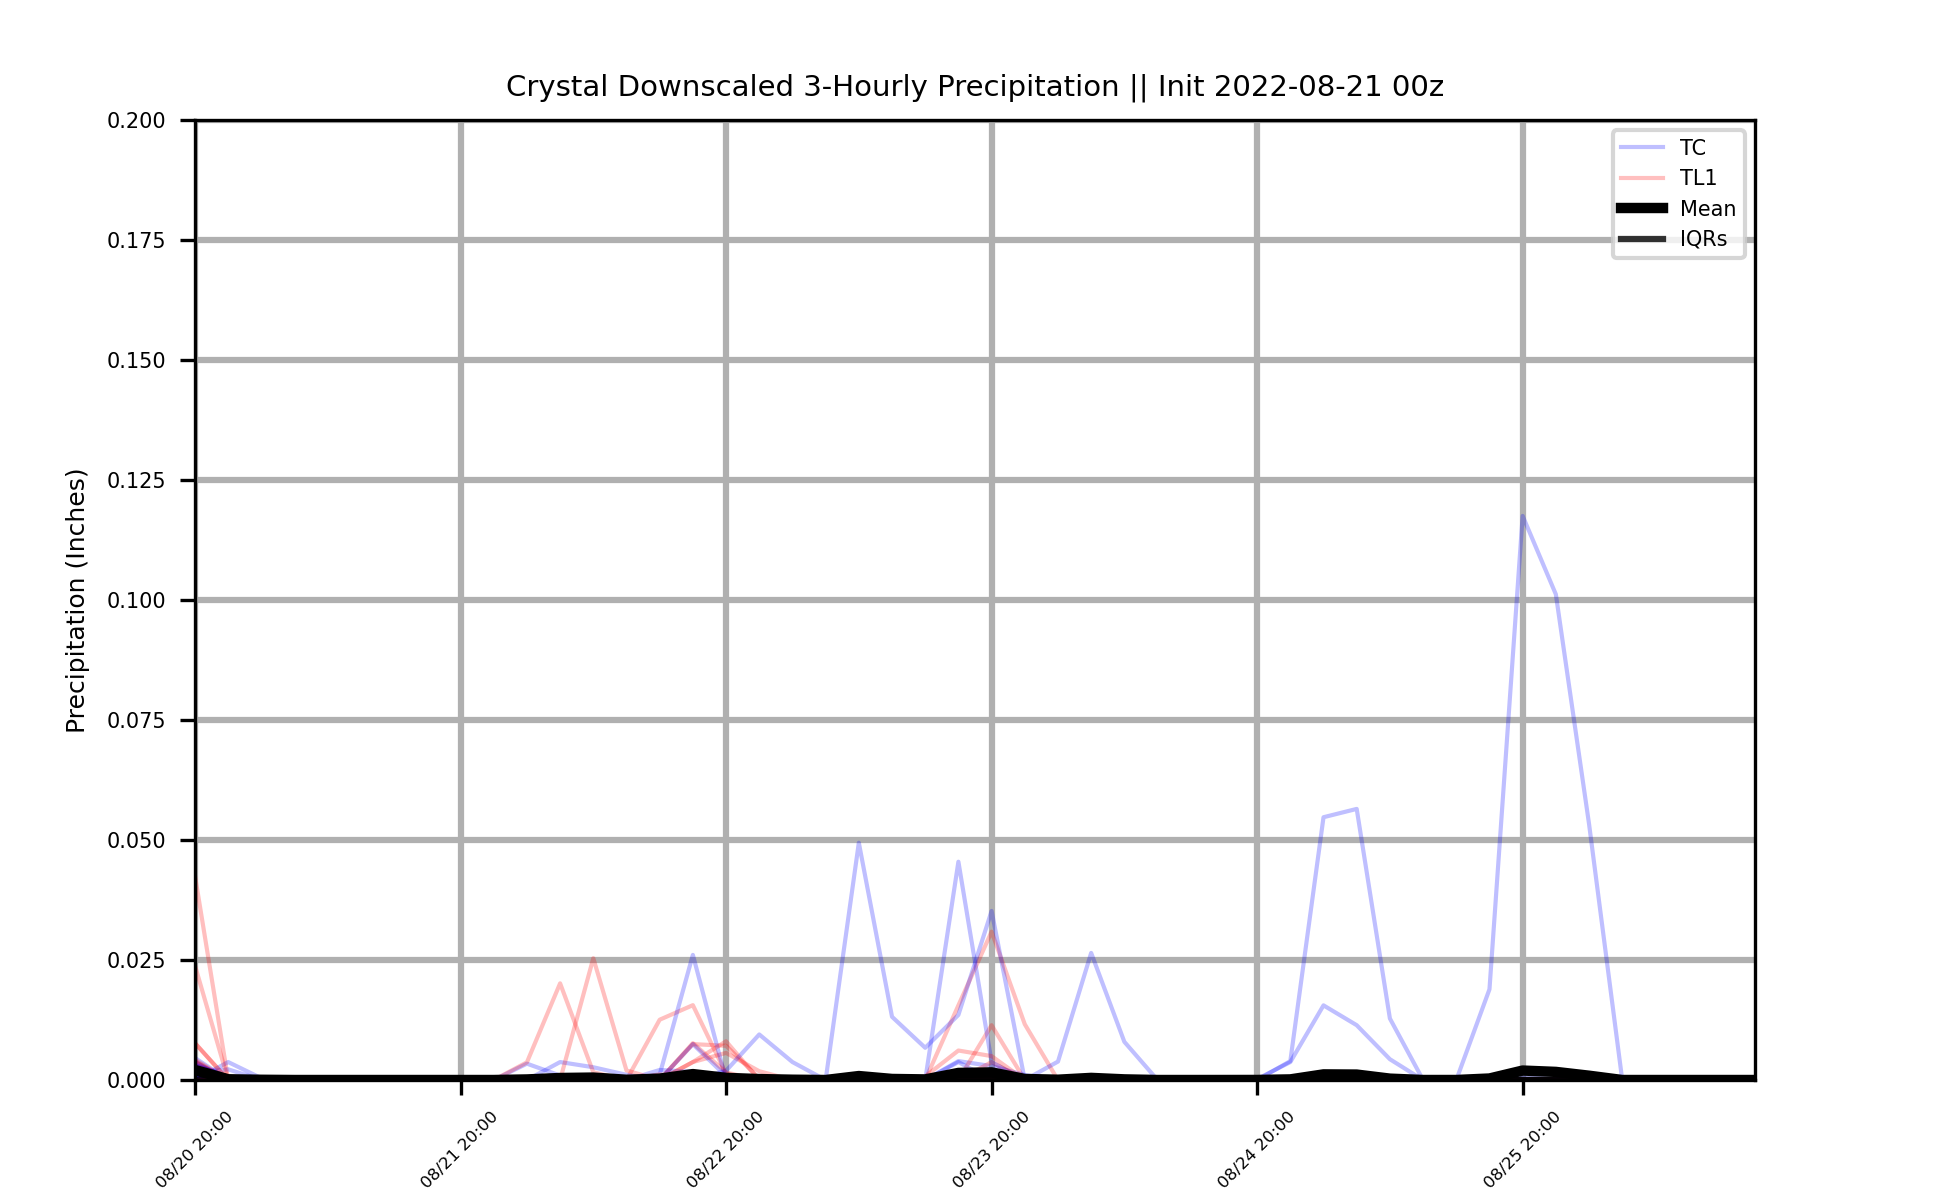 Crystal Downscaled 3-Hourly Precipitation || Init 2022-08-21 00z
0.200
0.175
0.150
0.125
0.100
0.075
0.050
0.025
0.000
Precipitation (Inches)
TC
TL1
Mean
IQRs
08/20 20:00
08/21 20:00
08/22 20:00
08/23 20:00
08/24 20:00
08/25 20:00